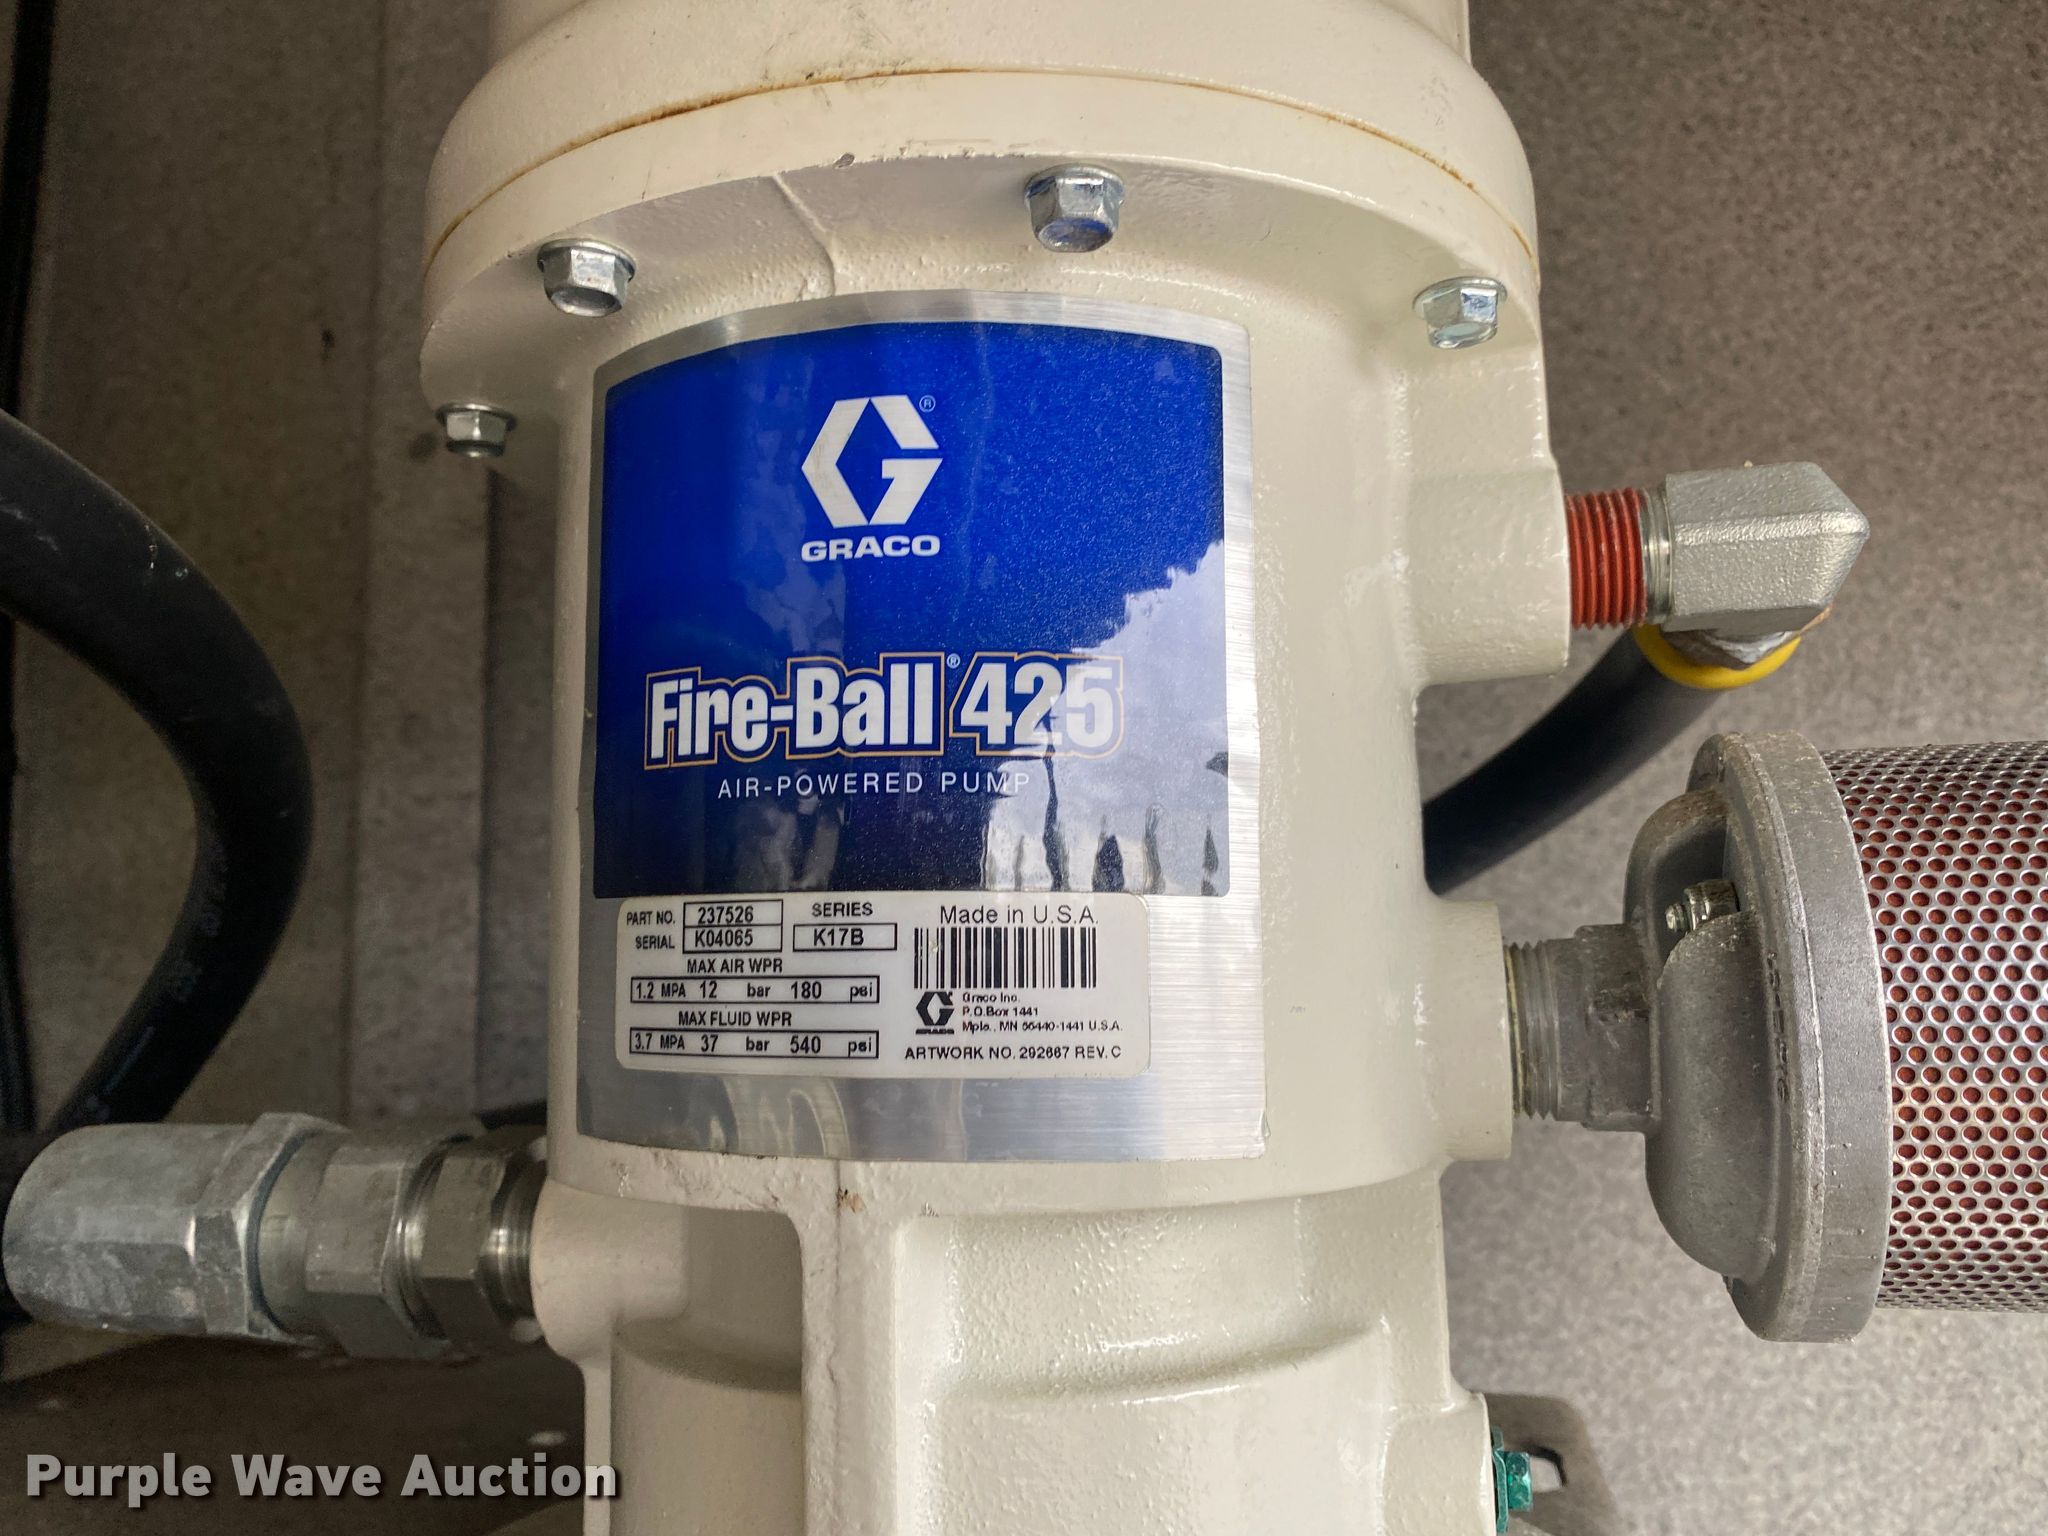 GRACO
Fire-Ball® 425
AIR-POWERED PUMP
PART NO. 237526 SERIES
SERIAL K04065 K17B
MAX AIR WPR
1.2 MPA 12 bar 180 psi
MAX FLUID WPR
3.7 MPA 37 bar 540 psi
Made in U.S.A.
GRACO
Graco Inc.
P.O.Box 1441
Mpls., MN 55440-1441 U.S.A.
ARTWORK NO. 292667 REV. C
Purple Wave Auction